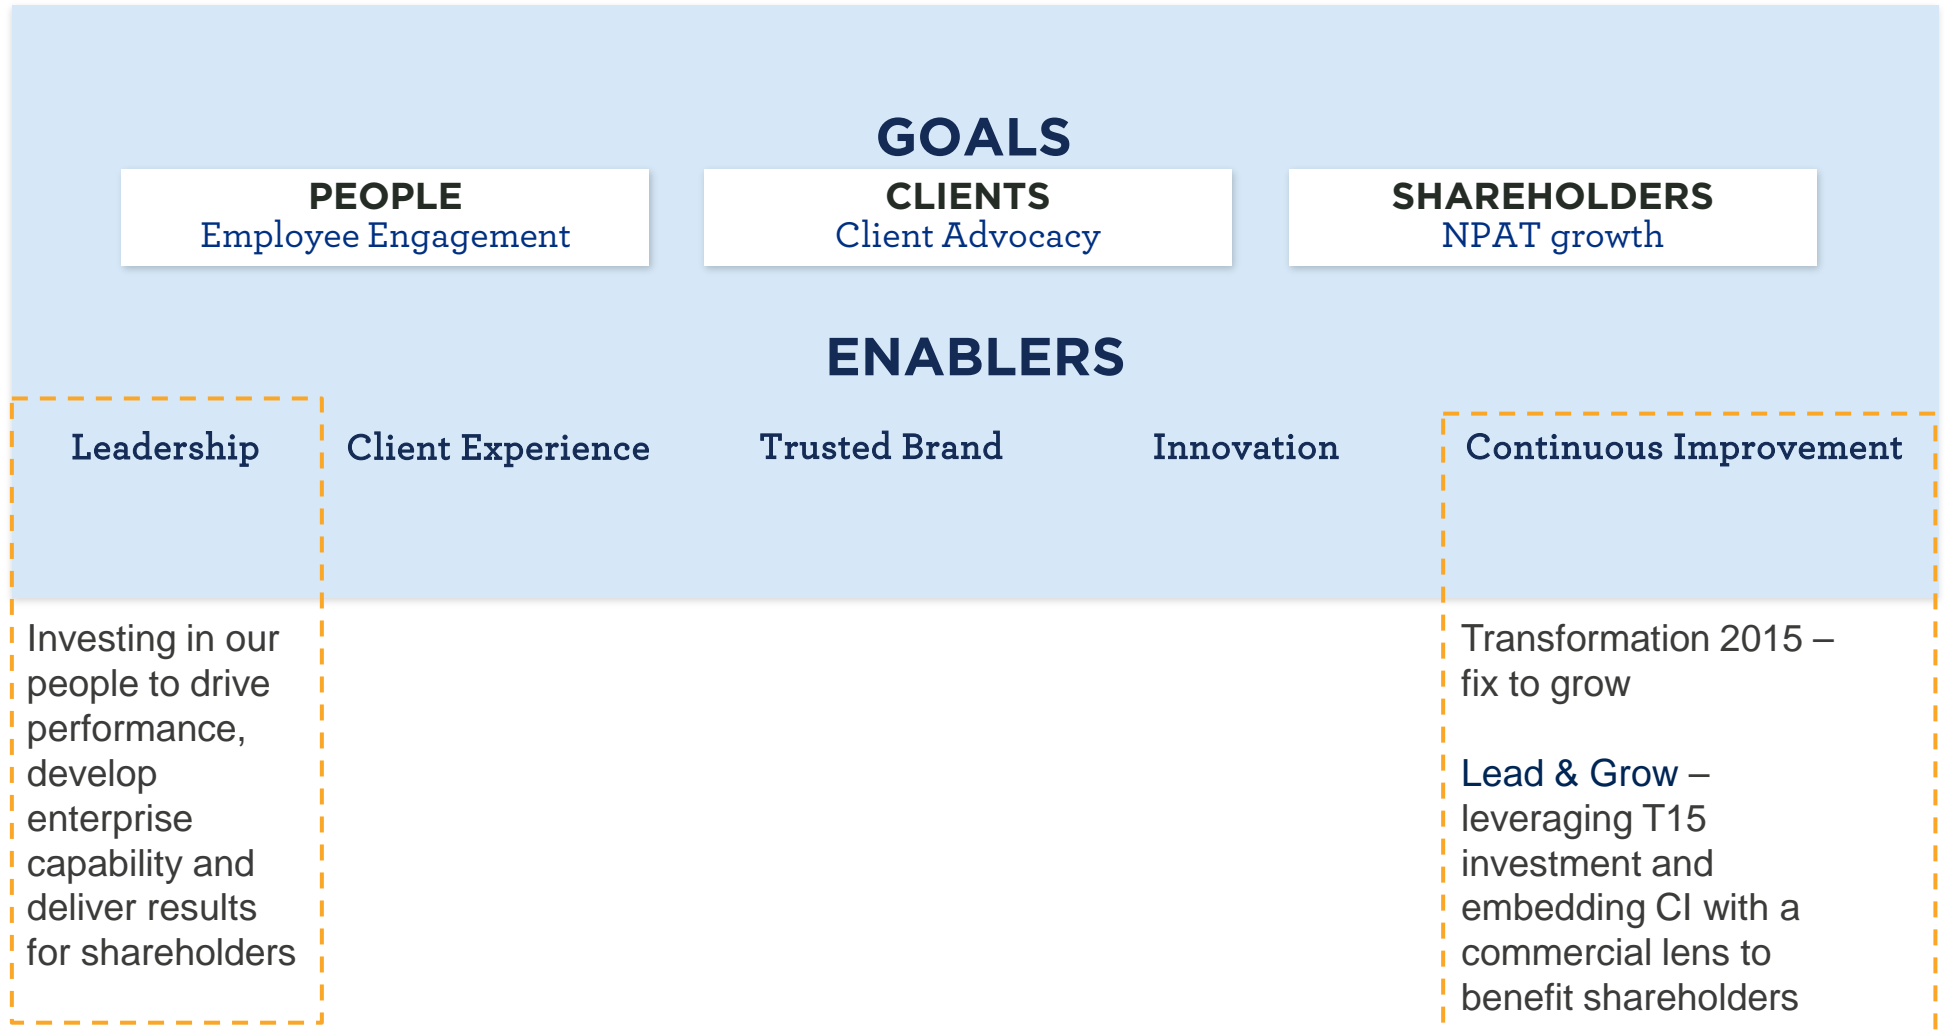 GOALS
PEOPLE
Employee Engagement
CLIENTS
Client Advocacy
SHAREHOLDERS
NPAT growth
ENABLERS
Leadership
Client Experience
Trusted Brand
Innovation
Continuous Improvement
Investing in our
people to drive
performance,
develop
enterprise
capability and
deliver results
for shareholders
Transformation 2015 –
fix to grow
Lead & Grow –
leveraging T15
investment and
embedding CI with a
commercial lens to
benefit shareholders